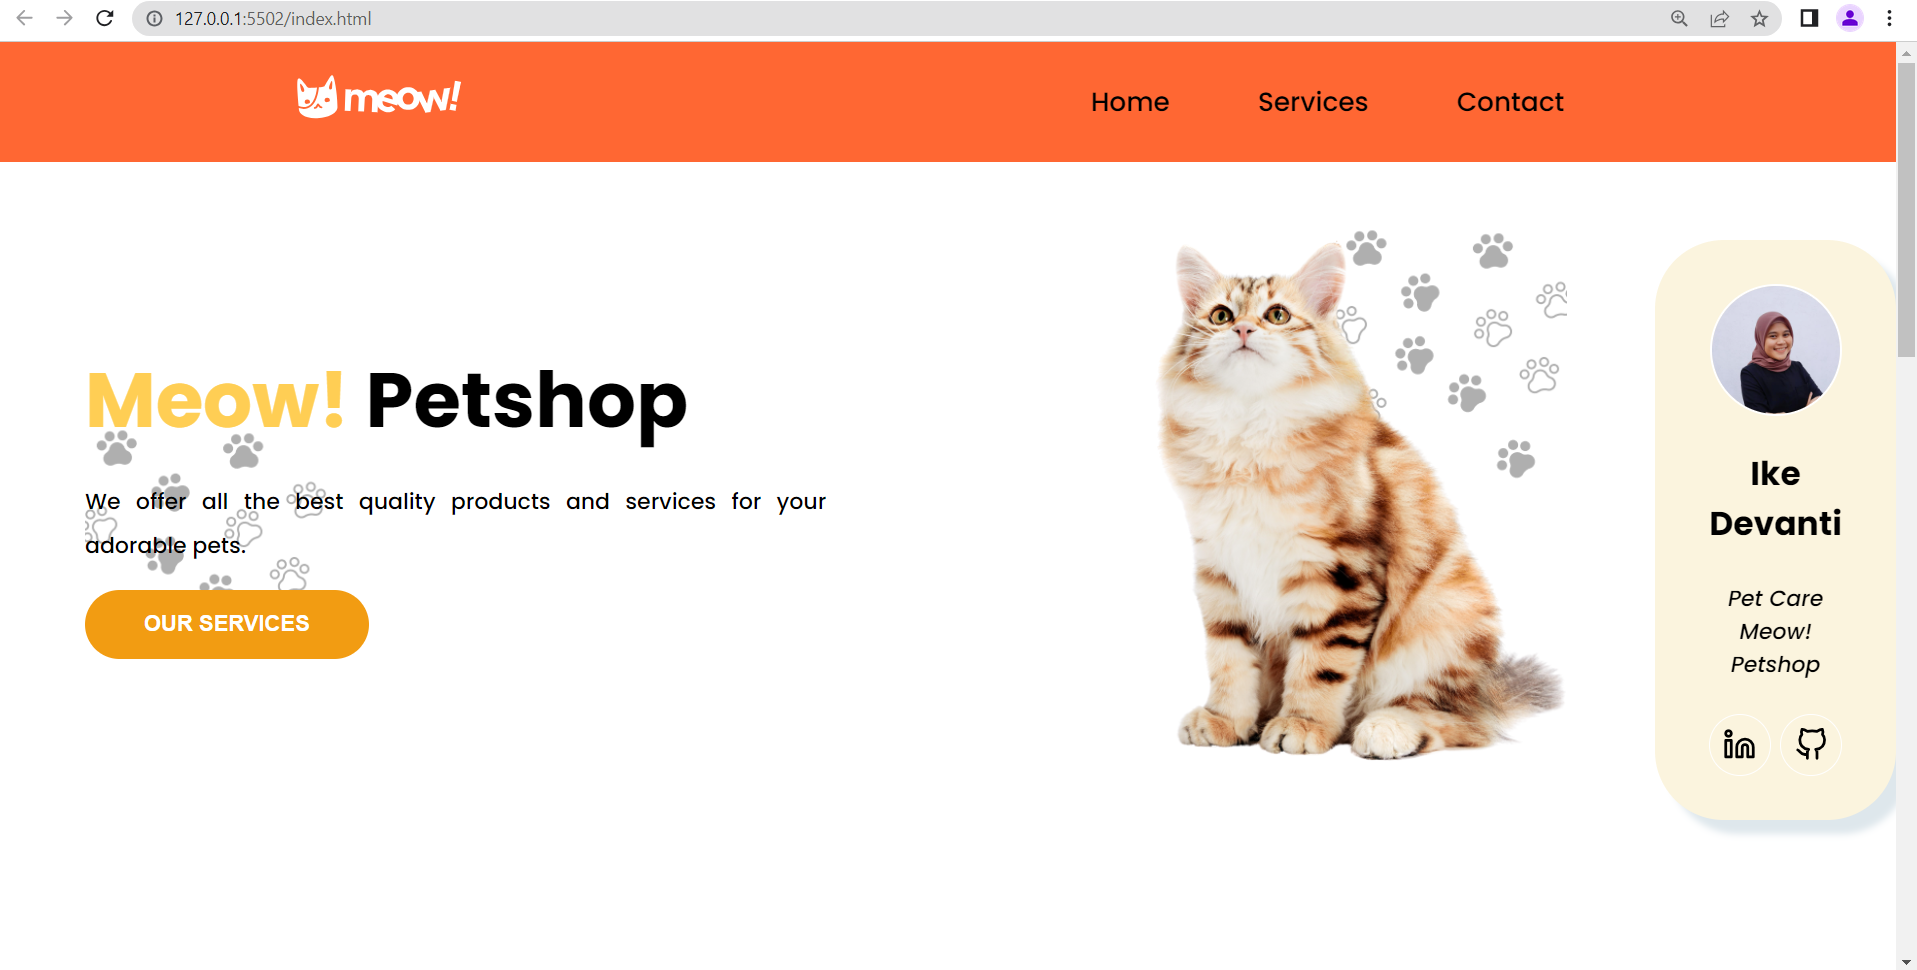 127.0.0.1:5502/index.html
meow!
Home Services Contact
Meow! Petshop
We offer all the best quality products and services for your
adorable pets.
OUR SERVICES
Ike
Devanti
Pet Care
Meow!
Petshop
in